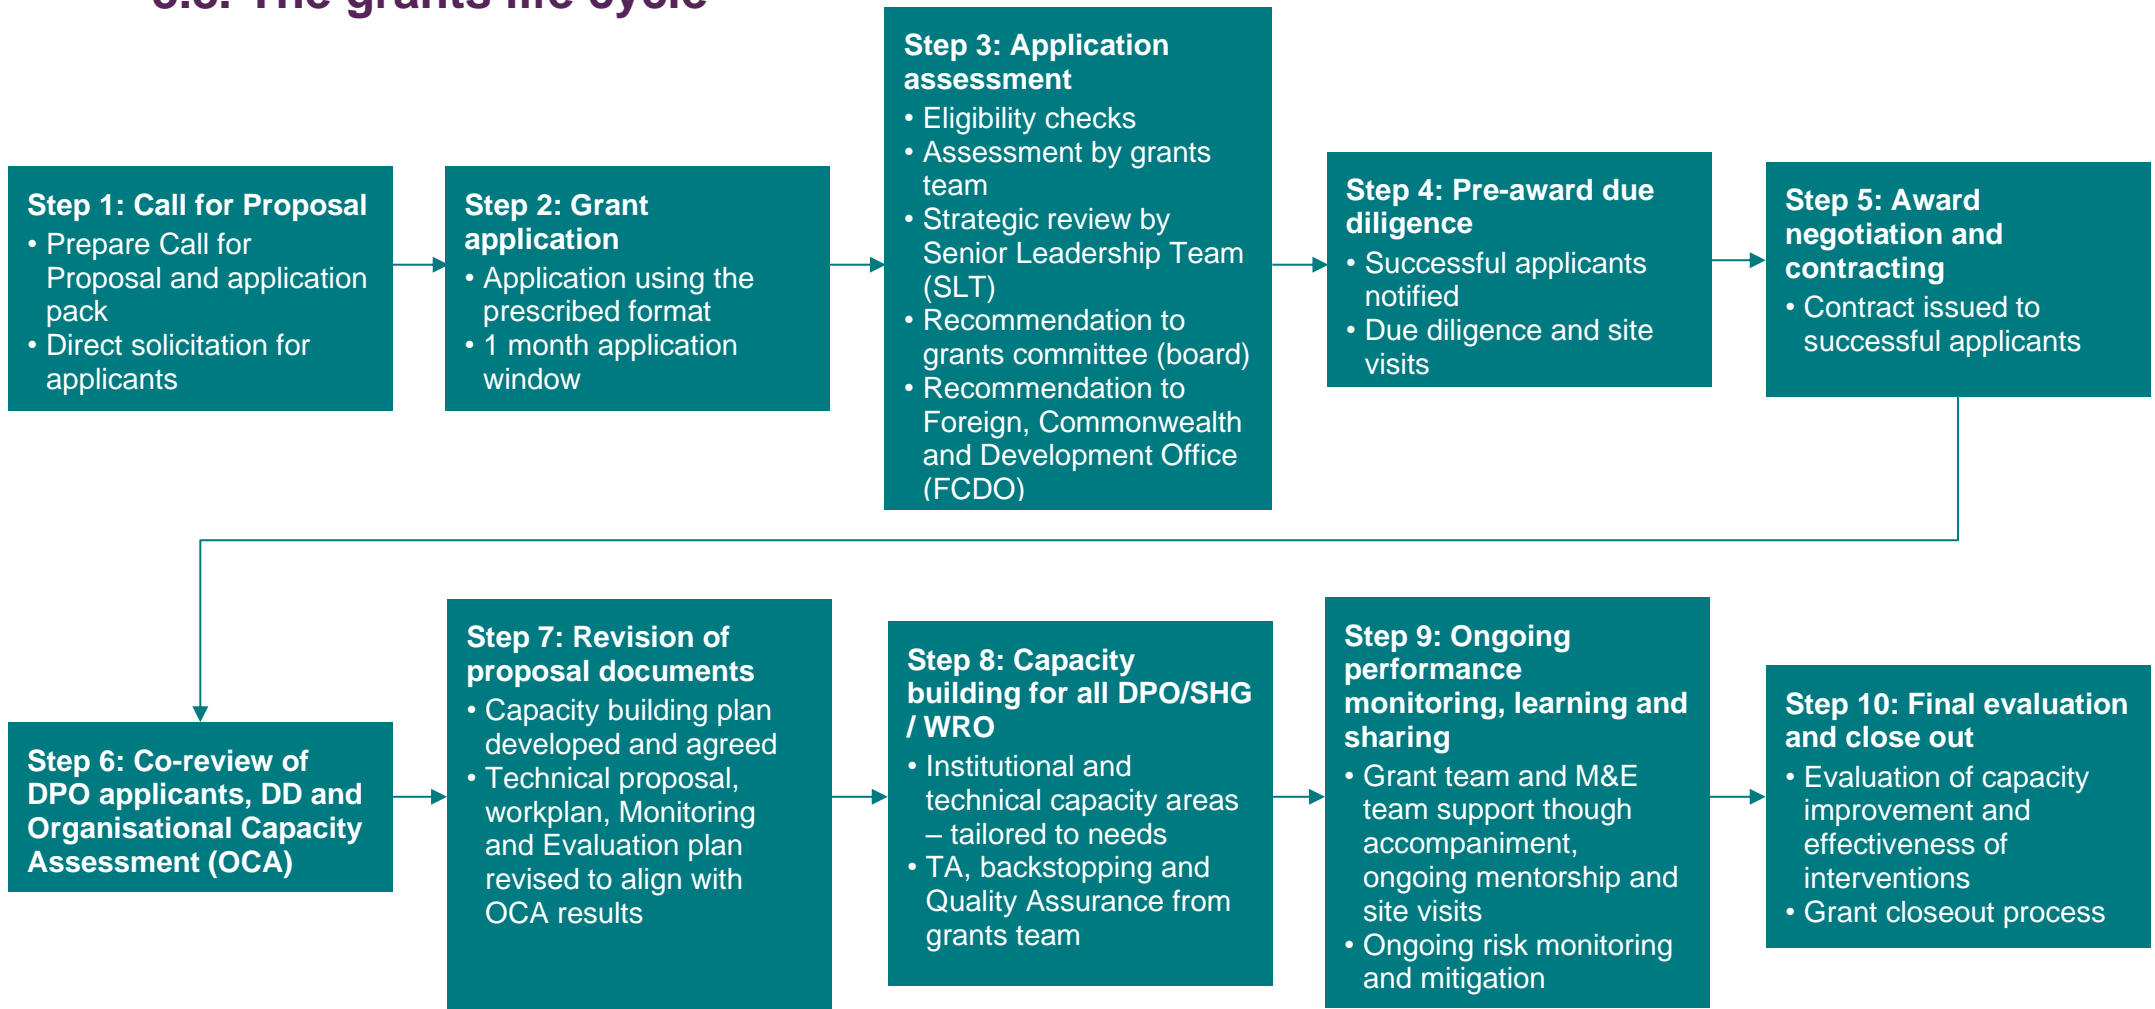 The grants life cycle
Step 1: Call for Proposal
• Prepare Call for
Proposal and application
pack
• Direct solicitation for
applicants
Step 2: Grant
application
• Application using the
prescribed format
• 1 month application
window
Step 3: Application
assessment
• Eligibility checks
• Assessment by grants
team
• Strategic review by
Senior Leadership Team
(SLT)
• Recommendation to
grants committee (board)
• Recommendation to
Foreign, Commonwealth
and Development Office
(FCDO)
Step 4: Pre-award due
diligence
• Successful applicants
notified
• Due diligence and site
visits
Step 5: Award
negotiation and
contracting
• Contract issued to
successful applicants
Step 6: Co-review of
DPO applicants, DD and
Organisational Capacity
Assessment (OCA)
Step 7: Revision of
proposal documents
• Capacity building plan
developed and agreed
• Technical proposal,
workplan, Monitoring
and Evaluation plan
revised to align with
OCA results
Step 8: Capacity
building for all DPO/SHG
/ WRO
• Institutional and
technical capacity areas
– tailored to needs
• TA, backstopping and
Quality Assurance from
grants team
Step 9: Ongoing
performance
monitoring, learning and
sharing
• Grant team and M&E
team support though
accompaniment,
ongoing mentorship and
site visits
• Ongoing risk monitoring
and mitigation
Step 10: Final evaluation
and close out
• Evaluation of capacity
improvement and
effectiveness of
interventions
• Grant closeout process